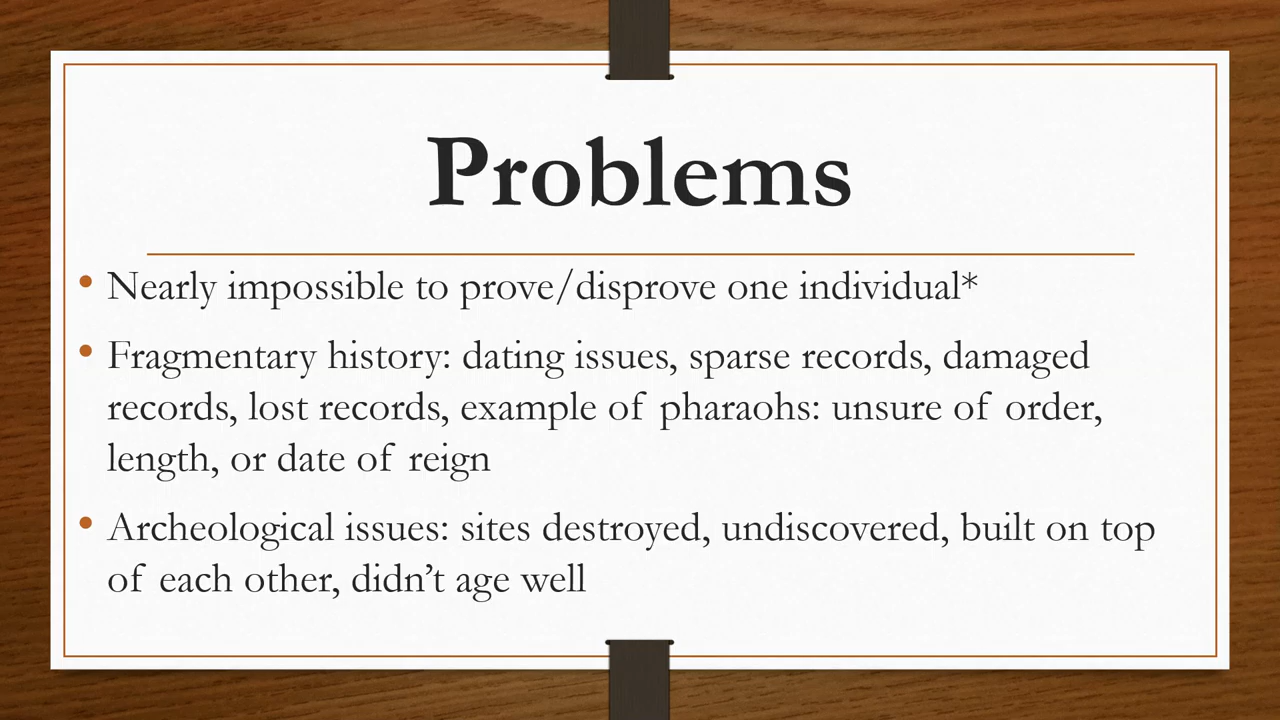 Problems
• Nearly impossible to prove/disprove one individual*
• Fragmentary history: dating issues, sparse records, damaged
records, lost records, example of pharaohs: unsure of order,
length, or date of reign
• Archeological issues: sites destroyed, undiscovered, built on top
of each other, didn’t age well